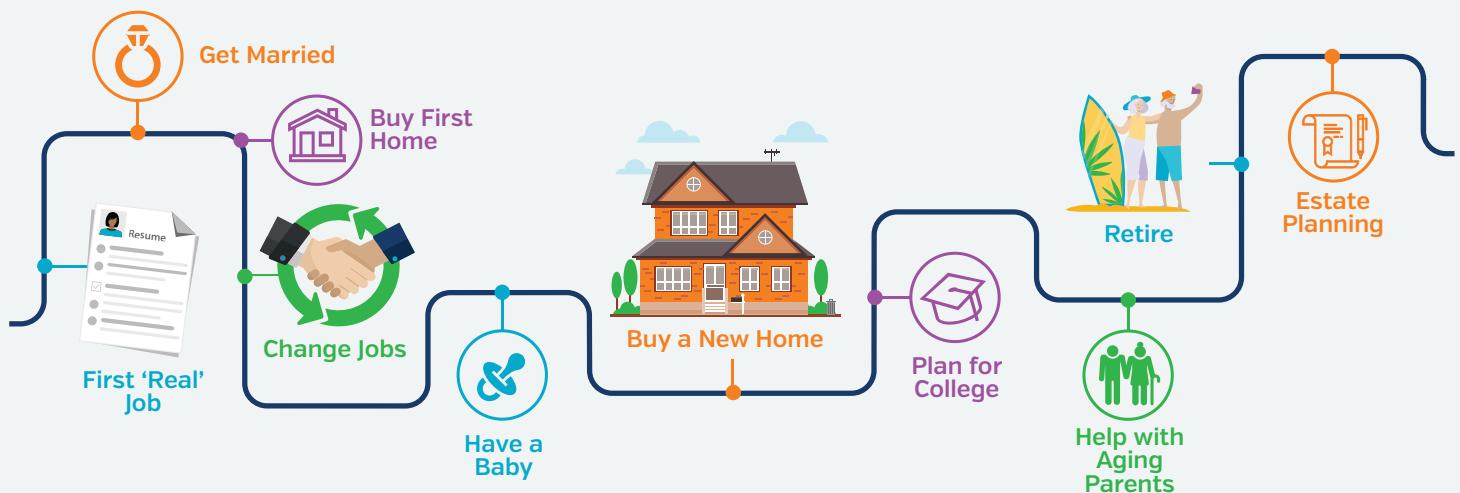 Resume
First ‘Real’
Job
Get Married
Buy First
Home
Change Jobs
Have a
Baby
Buy a New Home
Plan for
College
Help with
Aging
Parents
Retire
Estate
Planning